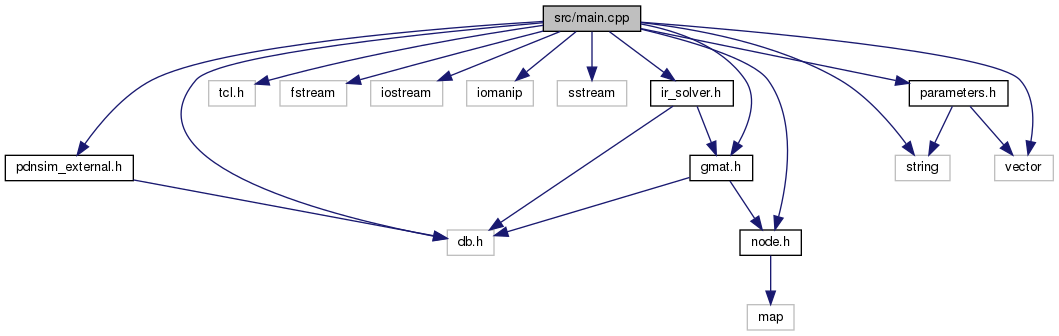 src/main.cpp
tcl.h
fstream
iostream
iomanip
sstream
ir_solver.h
parameters.h
pdnsim_external.h
gmat.h
string
vector
db.h
node.h
map